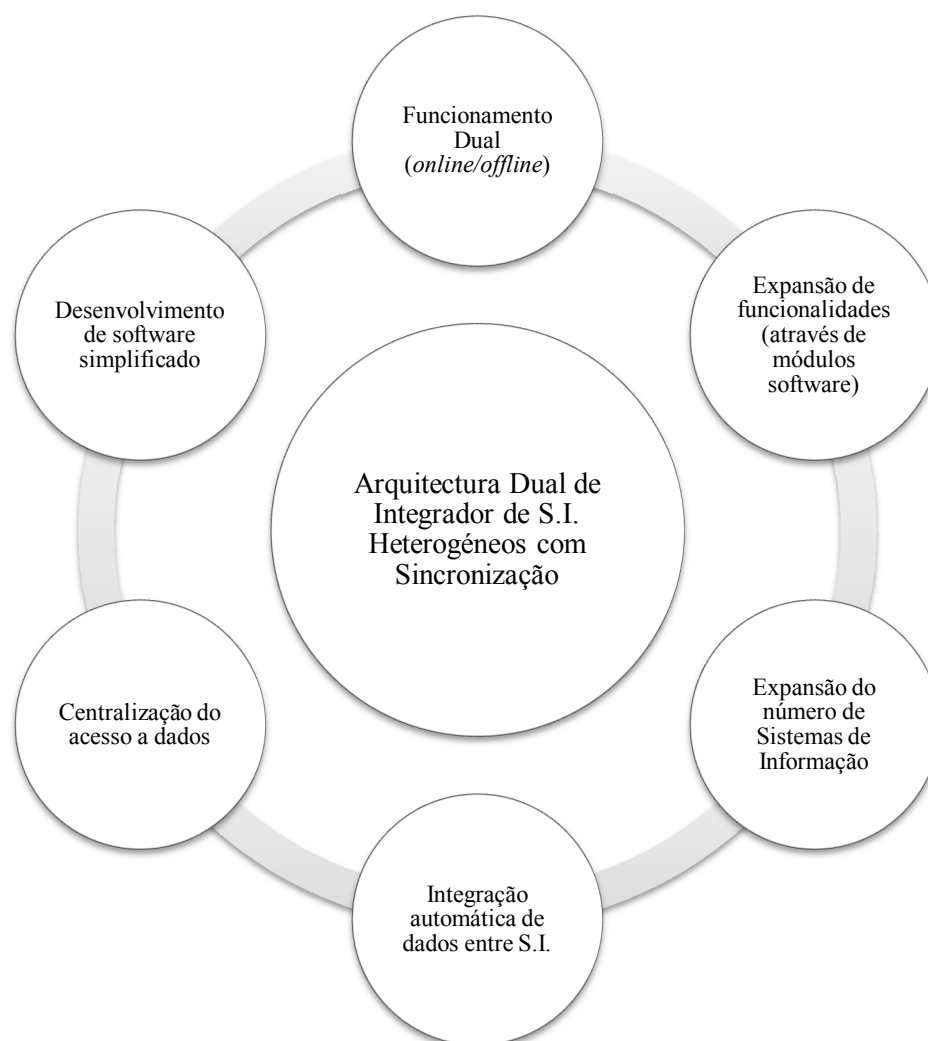 Funcionamento
Dual
(online/offline)
Expansão de
funcionalidades
(através de
módulos
software)
Expansão do
número de
Sistemas de
Informação
Integração
automática de
dados entre S.I.
Centralização do
acesso a dados
Desenvolvimento
de software
simplificado
Arquitectura Dual de
Integrador de S.I.
Heterogéneos com
Sincronização